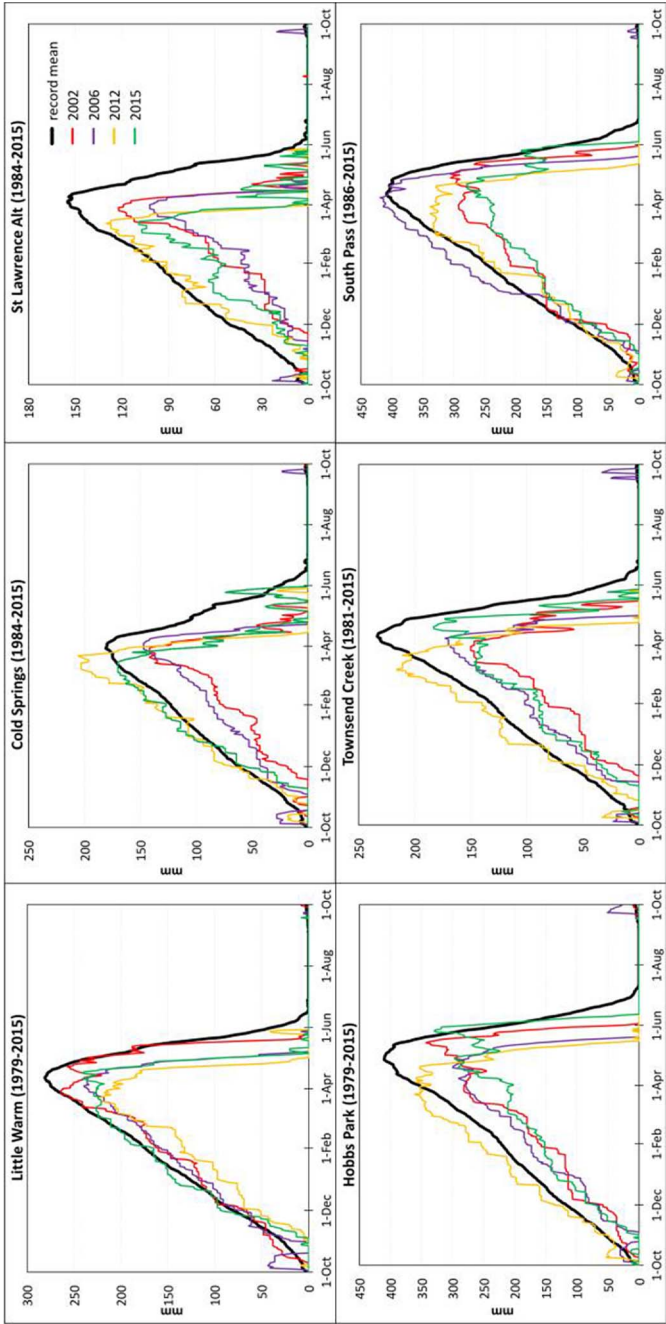 Little Warm (1979-2015)
mm
300
250
200
150
100
50
0
1-Oct
1-Dec
1-Feb
1-Apr
1-Jun
1-Aug
1-Oct
Cold Springs (1984-2015)
mm
250
200
150
100
50
0
1-Oct
1-Dec
1-Feb
1-Apr
1-Jun
1-Aug
1-Oct
St Lawrence Alt (1984-2015)
mm
180
150
120
90
60
30
0
1-Oct
1-Dec
1-Feb
1-Apr
1-Jun
1-Aug
1-Oct
record mean
2002
2006
2012
2015
Hobbs Park (1979-2015)
mm
450
400
350
300
250
200
150
100
50
0
1-Oct
1-Dec
1-Feb
1-Apr
1-Jun
1-Aug
1-Oct
Townsend Creek (1981-2015)
mm
250
200
150
100
50
0
1-Oct
1-Dec
1-Feb
1-Apr
1-Jun
1-Aug
1-Oct
South Pass (1986-2015)
mm
450
400
350
300
250
200
150
100
50
0
1-Oct
1-Dec
1-Feb
1-Apr
1-Jun
1-Aug
1-Oct